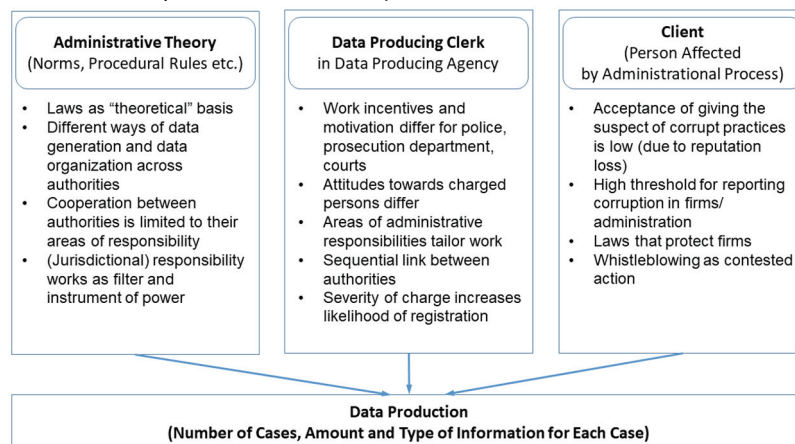 Administrative Theory
(Norms, Procedural Rules etc.)
• Laws as “theoretical” basis
• Different ways of data
generation and data
organization across
authorities
• Cooperation between
authorities is limited to their
areas of responsibility
• (Jurisdictional) responsibility
works as filter and
instrument of power
Data Producing Clerk
in Data Producing Agency
• Work incentives and
motivation differ for police,
prosecution department,
courts
• Attitudes towards charged
persons differ
• Areas of administrative
responsibilities tailor work
• Sequential link between
authorities
• Severity of charge increases
likelihood of registration
Client
(Person Affected
by Administrational Process)
• Acceptance of giving the
suspect of corrupt practices
is low (due to reputation
loss)
• High threshold for reporting
corruption in firms/
administration
• Laws that protect firms
• Whistleblowing as contested
action
Data Production
(Number of Cases, Amount and Type of Information for Each Case)